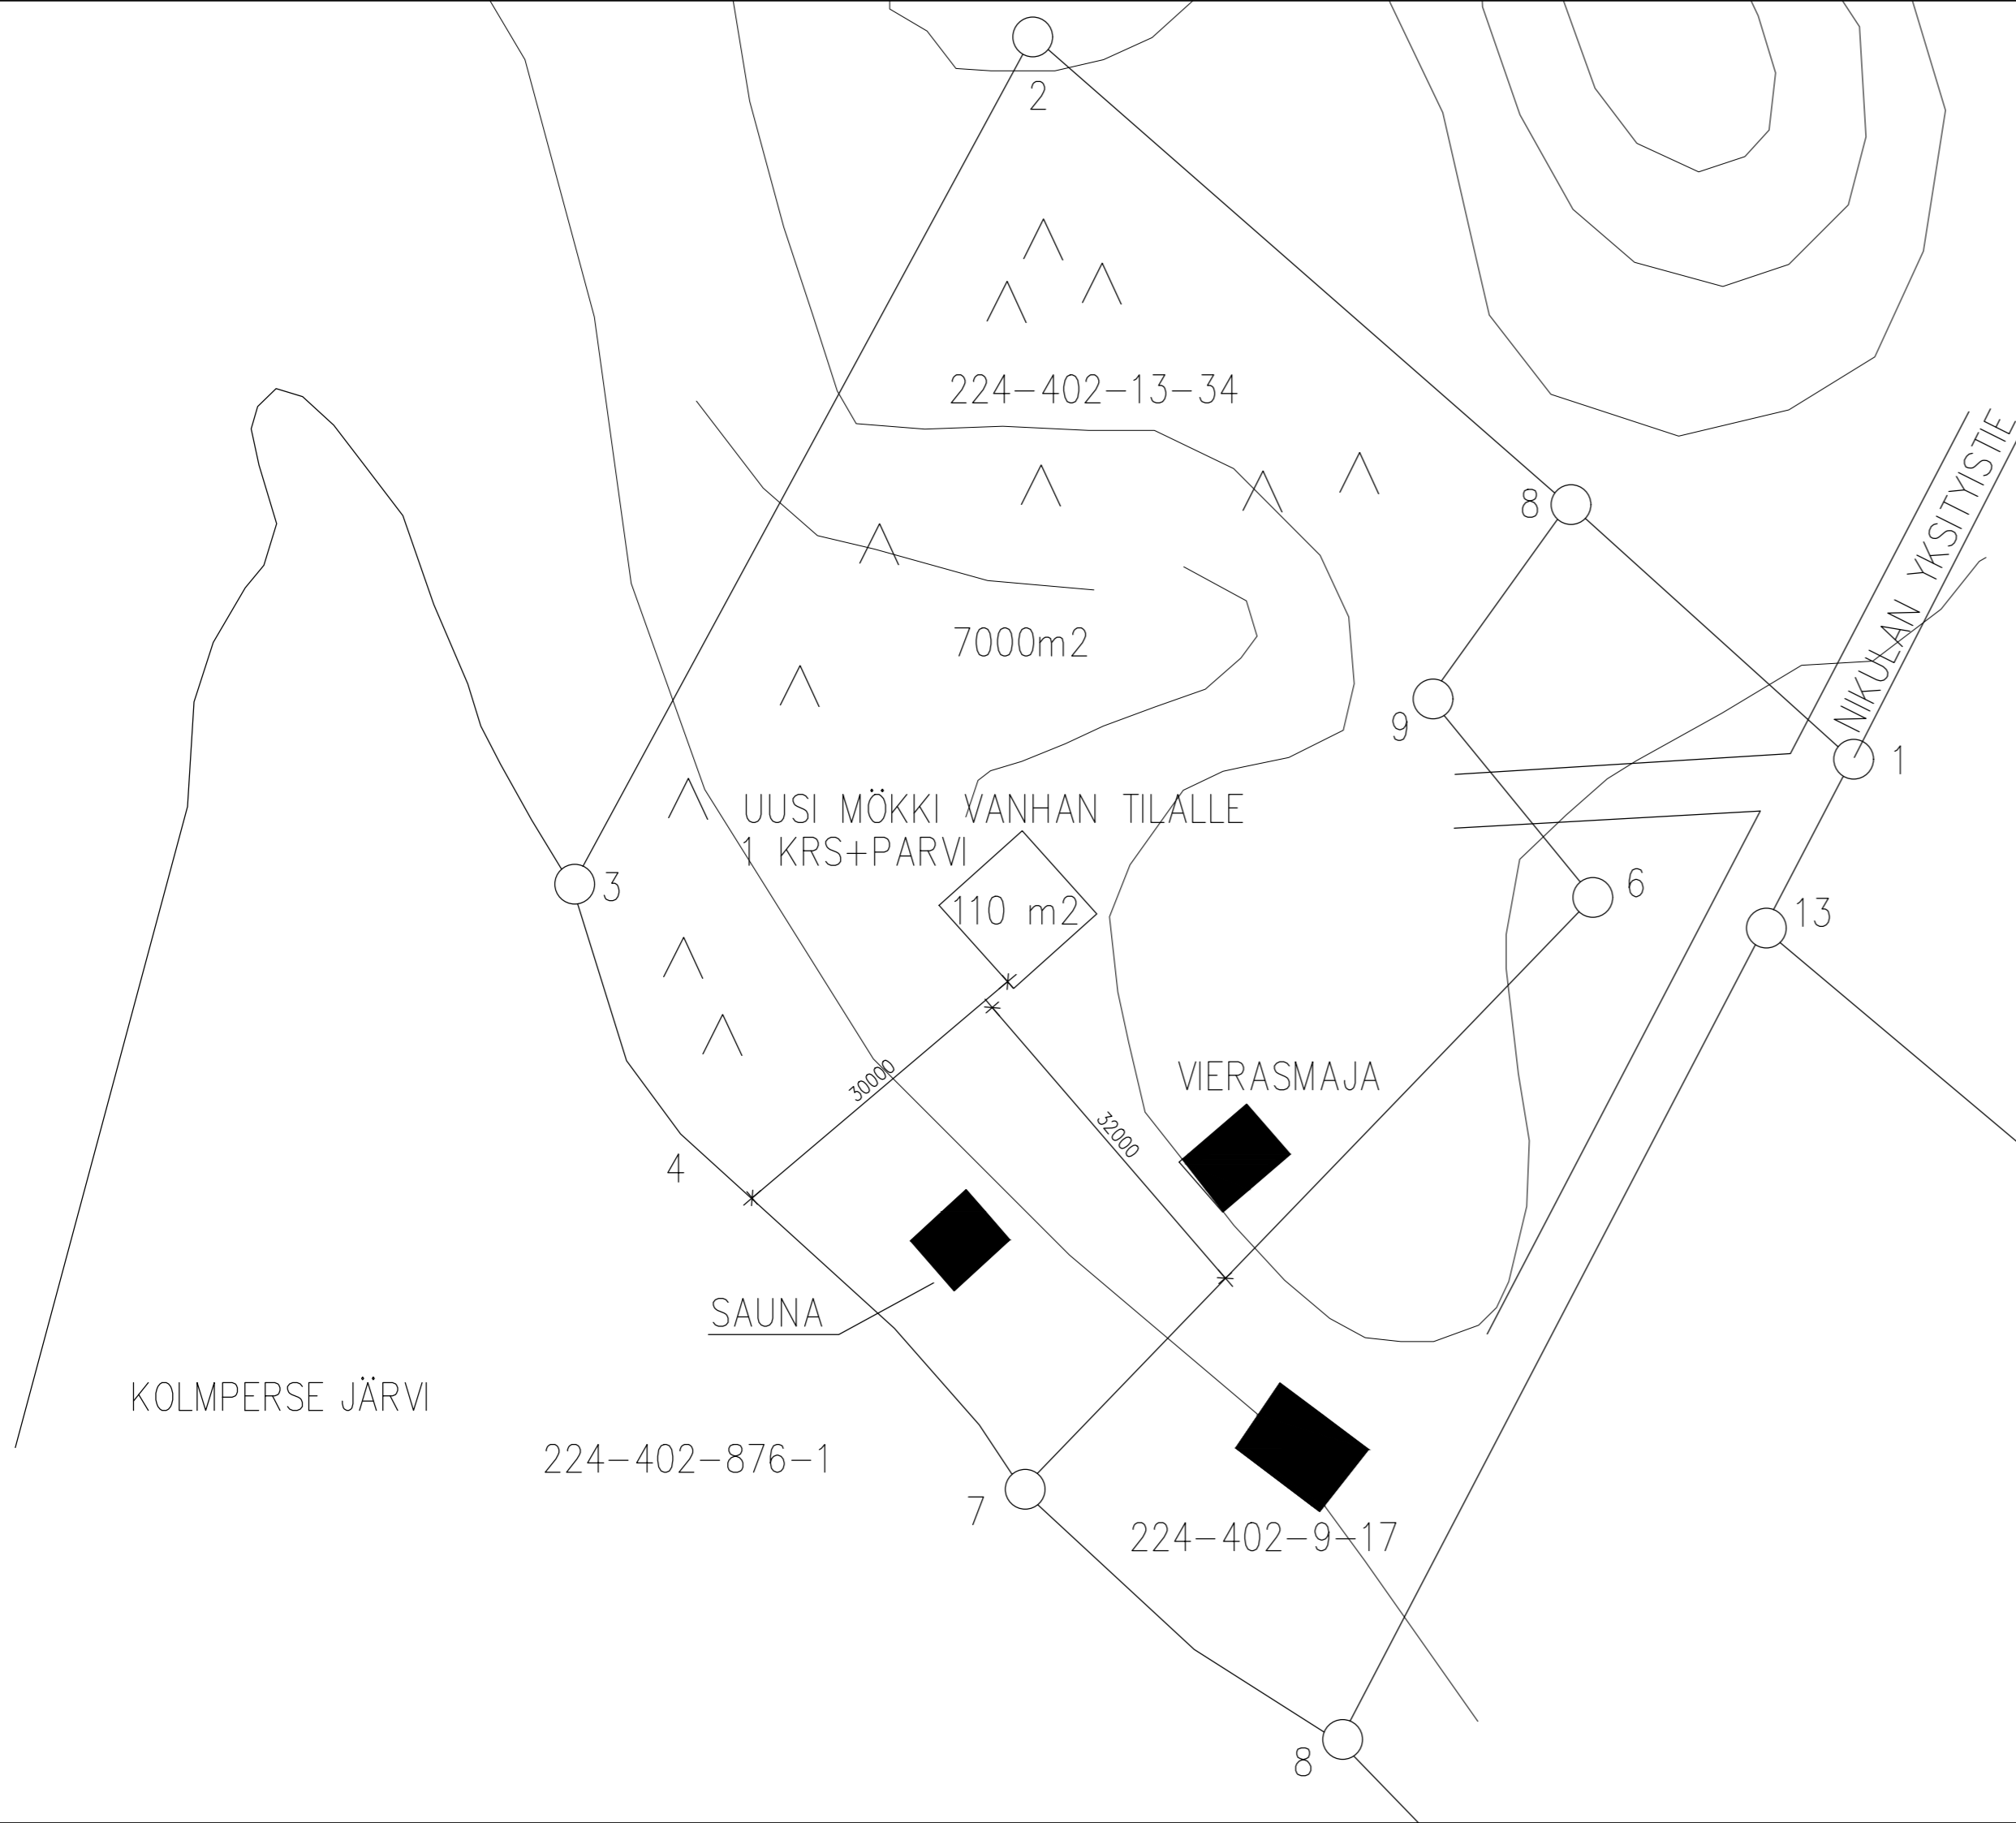 2
224-402-13-34
8
NIKULAN YKSITYISTIE
7000m2
9
1
UUSI MÖKKI VANHAN TILALLE
1 KRS+PARVI
3
110 m2
6
13
30000
VIERASMAJA
32000
4
SAUNA
KOLMPERSE JÄRVI
224-402-876-1
7
224-402-9-17
8